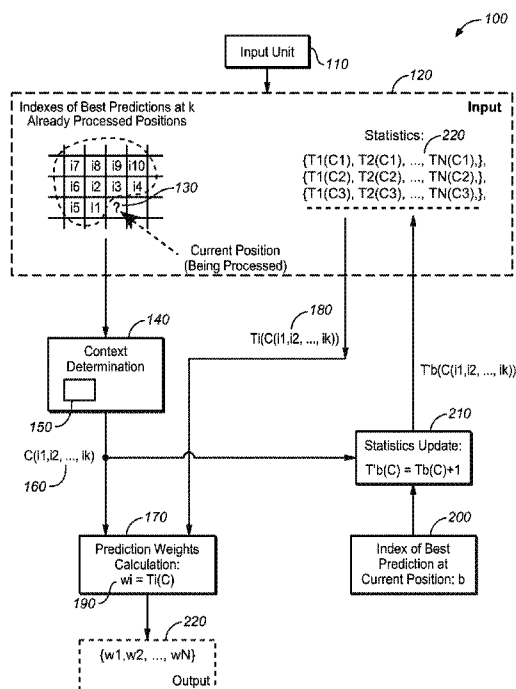 100
Input Unit
110
120
Indexes of Best Predictions at k
Already Processed Positions
Input
i7 i8 i9 i10
i6 i2 i3 i4
i5 i1 ?
130
Current Position
(Being Processed)
Statistics:
220
{T1(C1), T2(C1), ..., TN(C1),},
{T1(C2), T2(C2), ..., TN(C2),},
{T1(C3), T2(C3), ..., TN(C3),},
180
Ti(C(i1,i2, ..., ik))
140
Context
Determination
150
T'b(C(i1,i2, ..., ik))
210
Statistics Update:
T'b(C) = Tb(C)+1
C(i1,i2, ..., ik)
160
170
Prediction Weights
Calculation:
wi = Ti(C)
190
200
Index of Best
Prediction at
Current Position: b
220
{w1,w2, ..., wN}
Output